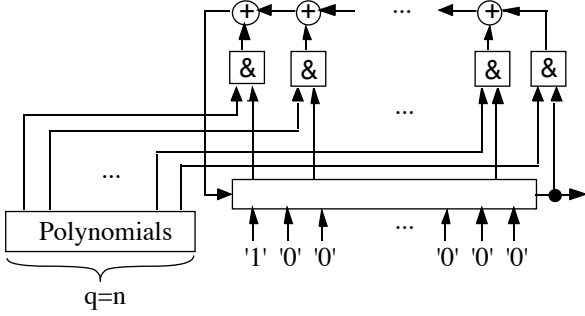 + + ... +
& & & &
...
...
Polynomials
...
'1' '0' '0' '0' '0' '0'
q=n